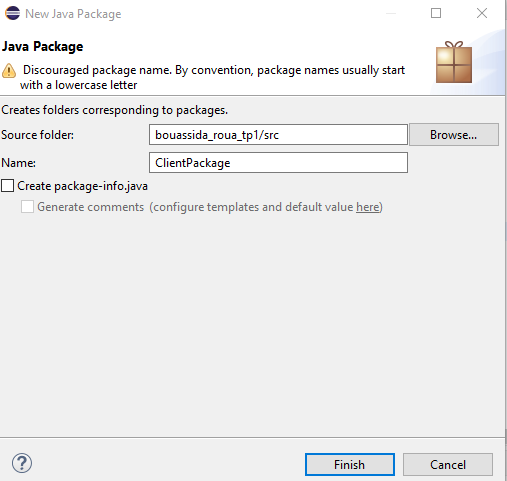 New Java Package
Java Package
Discouraged package name. By convention, package names usually start
with a lowercase letter
Creates folders corresponding to packages.
Source folder: bouassida_roua_tp1/src Browse...
Name: ClientPackage
Create package-info.java
Generate comments (configure templates and default value here)
? Finish Cancel